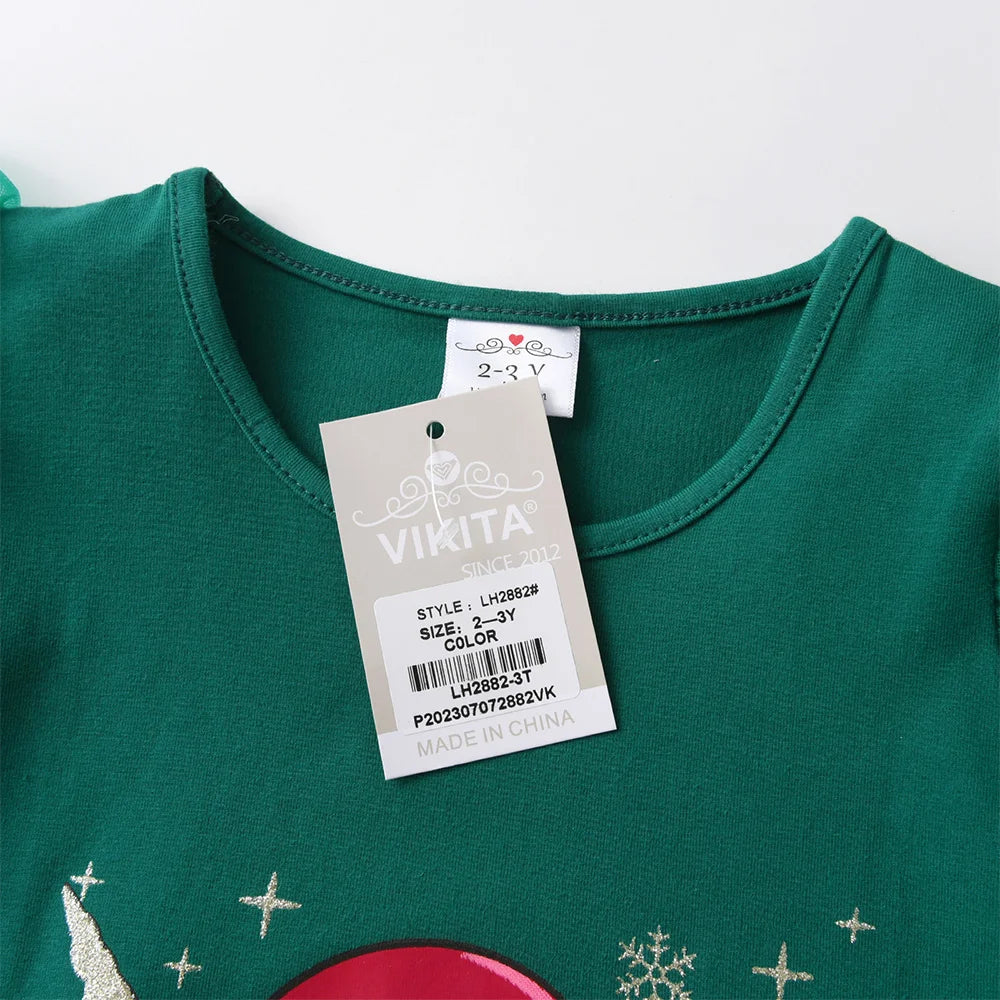 2-3 Y
VIKITA®
SINCE 2012
STYLE : LH2882#
SIZE: 2—3Y
C0LOR
LH2882-3T
P202307072882VK
MADE IN CHINA